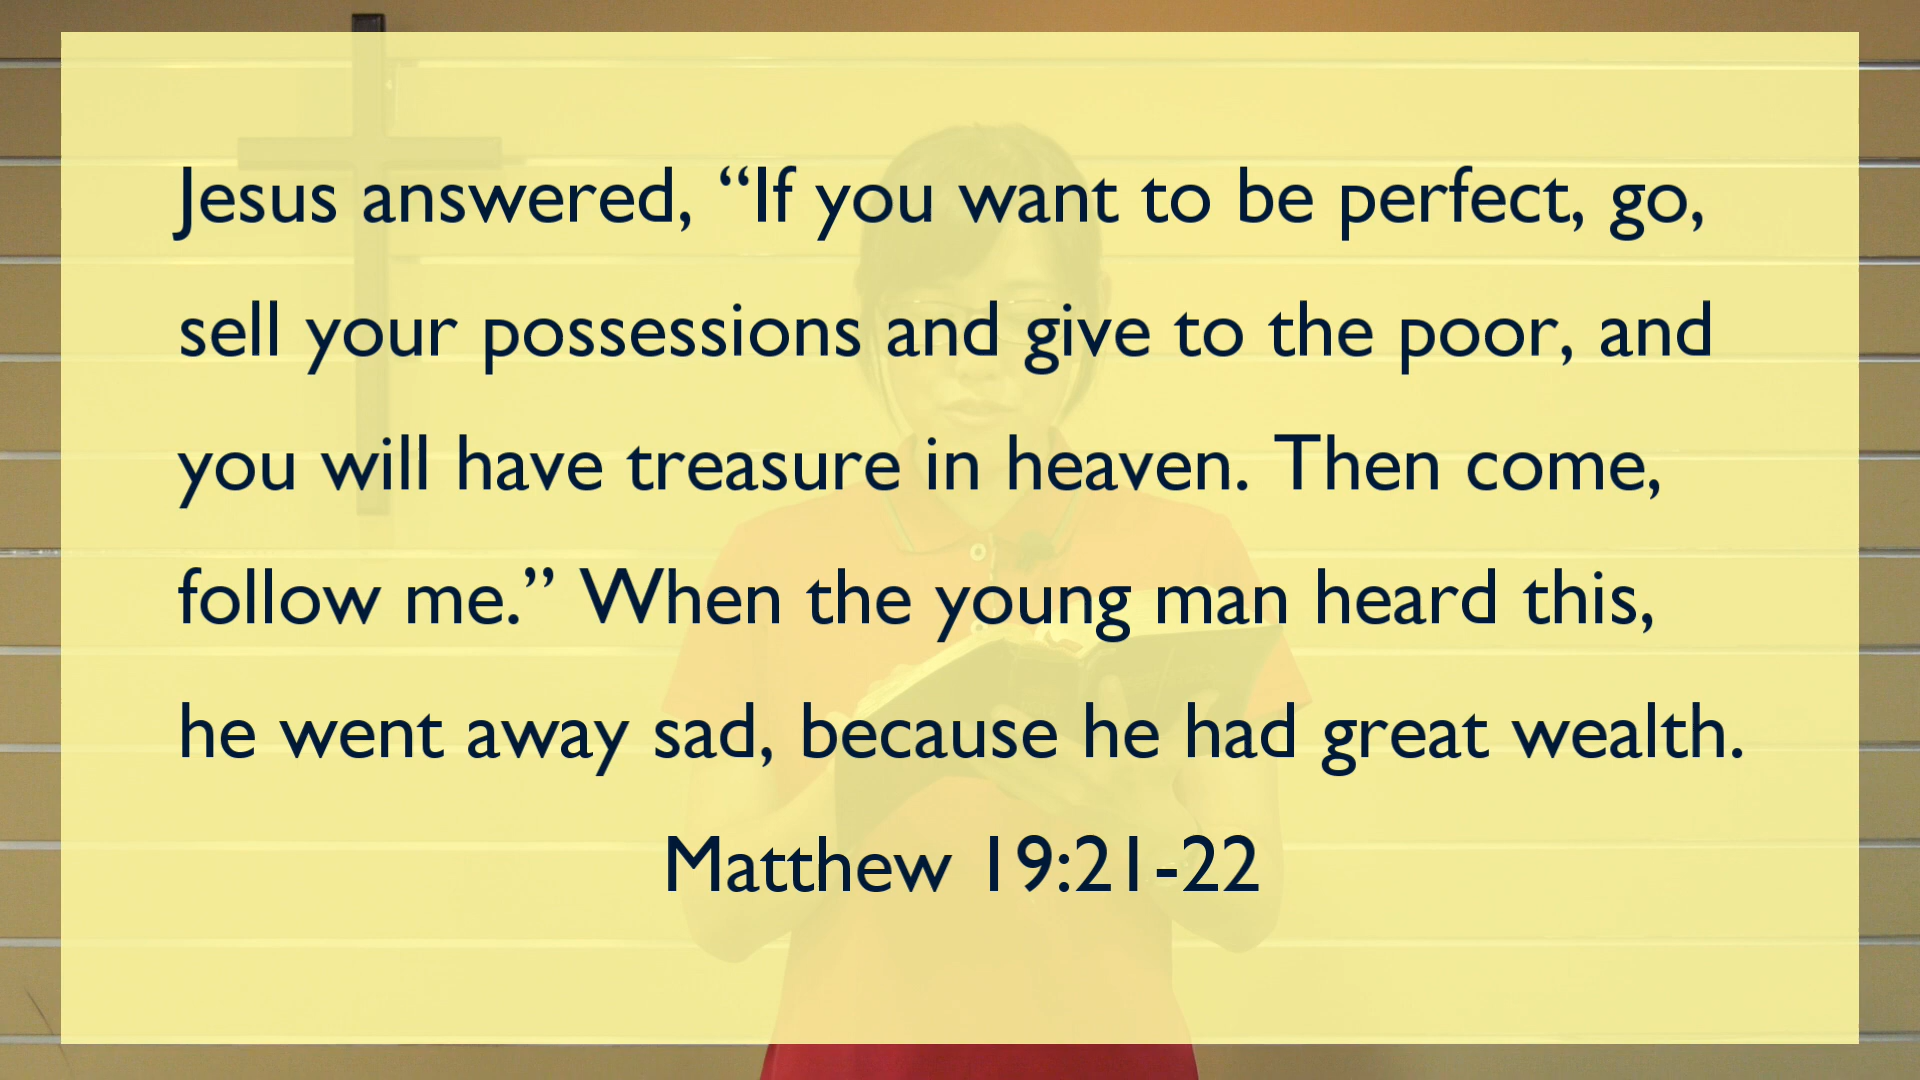 Jesus answered, “If you want to be perfect, go,
sell your possessions and give to the poor, and
you will have treasure in heaven. Then come,
follow me.” When the young man heard this,
he went away sad, because he had great wealth.
Matthew 19:21-22